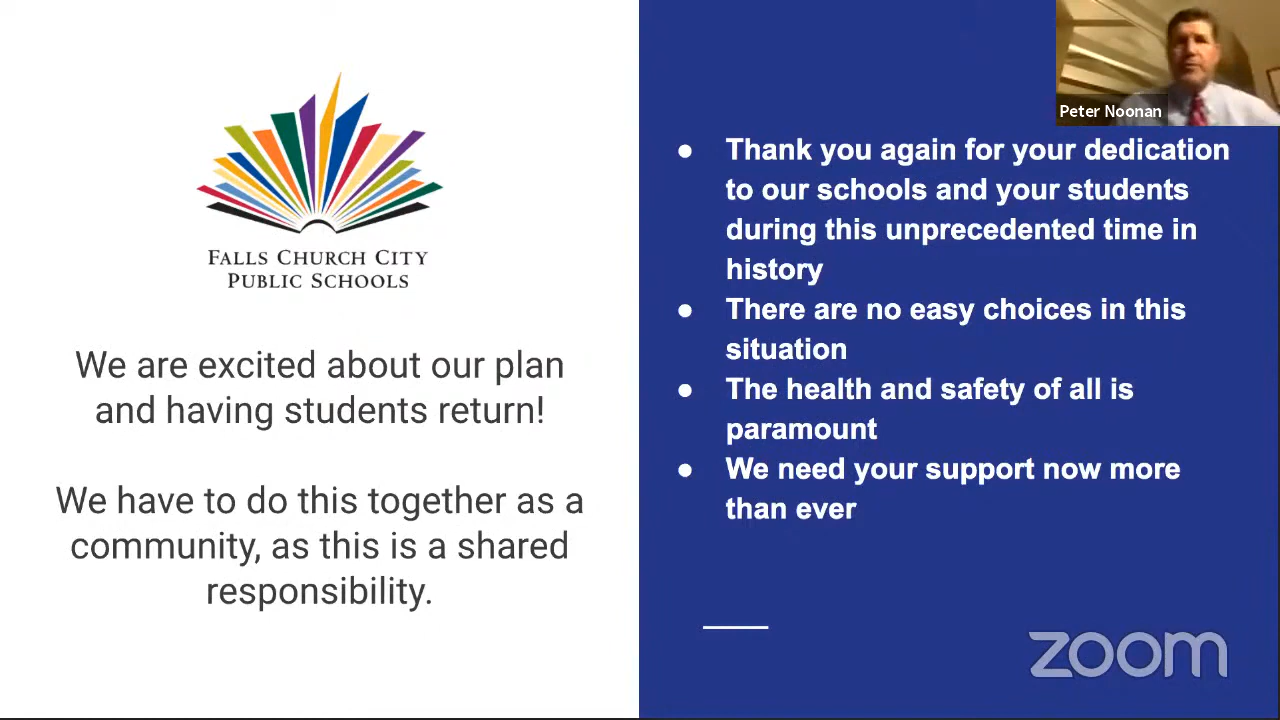 FALLS CHURCH CITY
PUBLIC SCHOOLS
We are excited about our plan
and having students return!
We have to do this together as a
community, as this is a shared
responsibility.
Peter Noonan
● Thank you again for your dedication
to our schools and your students
during this unprecedented time in
history
● There are no easy choices in this
situation
● The health and safety of all is
paramount
● We need your support now more
than ever
zoom